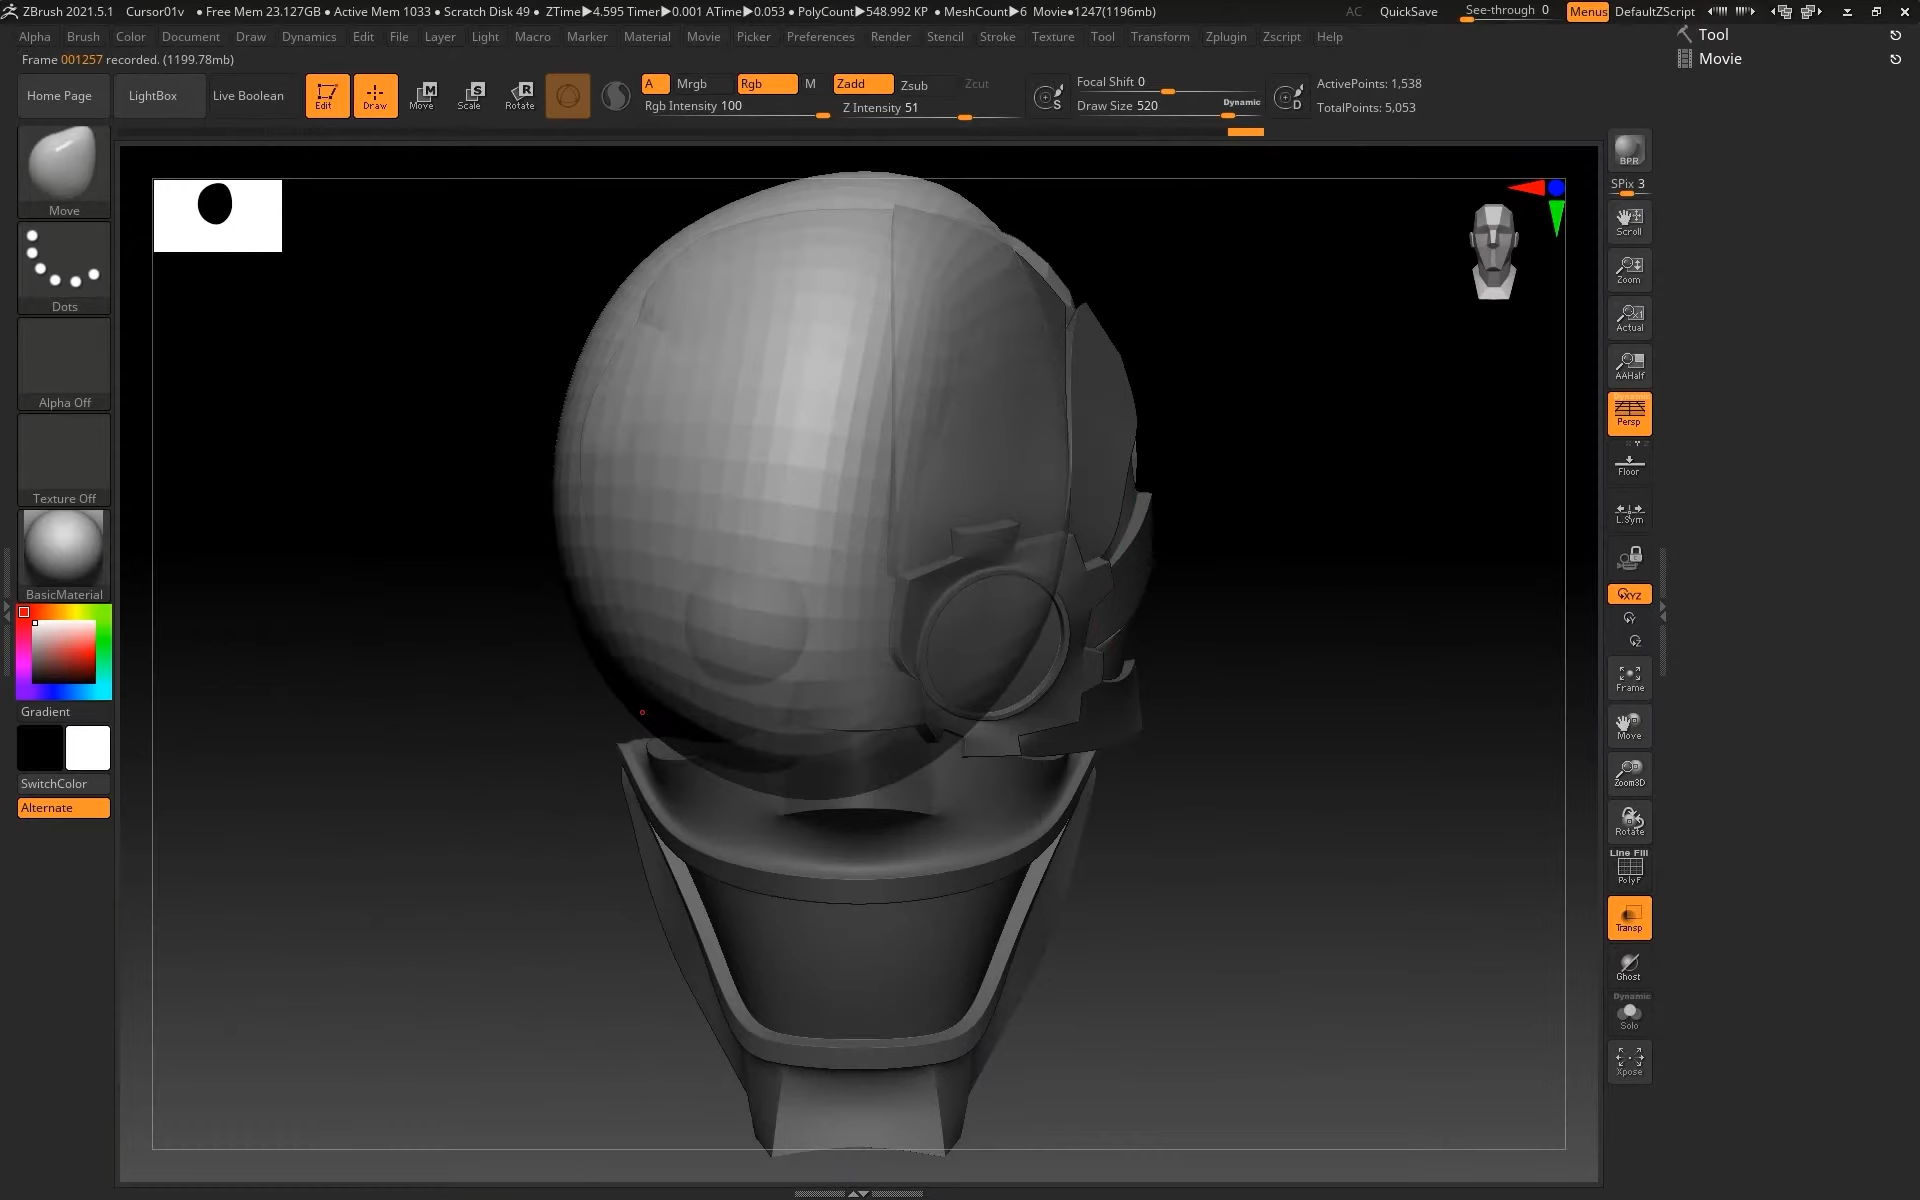 ZBrush 2021.5.1 Cursor01v • Free Mem 23.127GB • Active Mem 1033 • Scratch Disk 49 • ZTime▶4.595 Timer▶0.001 ATime▶0.053 • PolyCount▶548.992 KP • MeshCount▶6 Movie●1247(1196mb) AC QuickSave See-through 0 Menus DefaultZScript
Alpha Brush Color Document Draw Dynamics Edit File Layer Light Macro Marker Material Movie Picker Preferences Render Stencil Stroke Texture Tool Transform Zplugin Zscript Help
Tool
Movie
Frame 001257 recorded. (1199.78mb)
Home Page LightBox Live Boolean Edit Draw Move Scale Rotate
M S R
A Mrgb Rgb M Zadd Zsub Zcut
Rgb Intensity 100 Z Intensity 51
S
Focal Shift 0
Draw Size 520 Dynamic
D
ActivePoints: 1,538
TotalPoints: 5,053
Move
Dots
Alpha Off
Texture Off
BasicMaterial
Gradient
SwitchColor
Alternate
BPR
SPix 3
Scroll
Zoom
Actual
AAHalf
Dynamic
Persp
Floor
L.Sym
XYZ
Y
Z
Frame
Move
Zoom3D
Rotate
Line Fill
PolyF
Transp
Ghost
Dynamic
Solo
Xpose